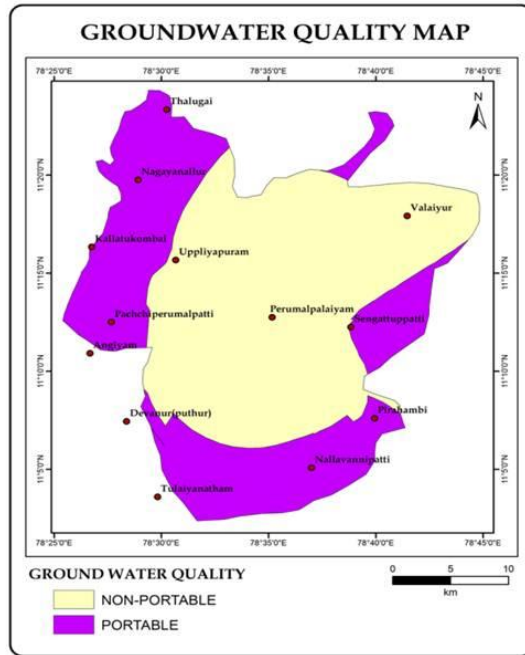 GROUNDWATER QUALITY MAP
78°25'0"E 78°30'0"E 78°35'0"E 78°40'0"E 78°45'0"E
N
Thalugai
11°20'0"N 11°20'0"N
Nagayanallur
Valaiyur
Uppliyapuram
11°15'0"N 11°15'0"N
Perumalpalaiyam
Pachchiperumalpatti
Sengattuppatti
Angiyam
11°10'0"N 11°10'0"N
Devanur(puthur)
Pirahambi
Nallavannipatti
11°5'0"N 11°5'0"N
Tulaiyanatham
78°25'0"E 78°30'0"E 78°35'0"E 78°40'0"E 78°45'0"E
GROUND WATER QUALITY
NON-PORTABLE
PORTABLE
0 5 10
km